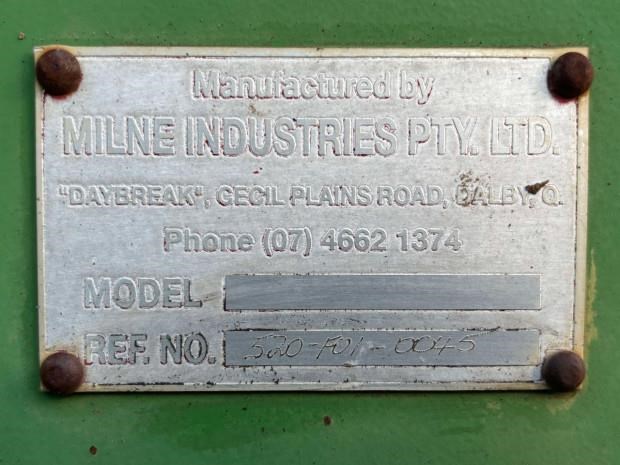 Manufactured by
MILNE INDUSTRIES PTY. LTD.
"DAYBREAK", CECIL PLAINS ROAD, DALBY, Q.
Phone (07) 4662 1374
MODEL
REF. NO. 520-F01-0045